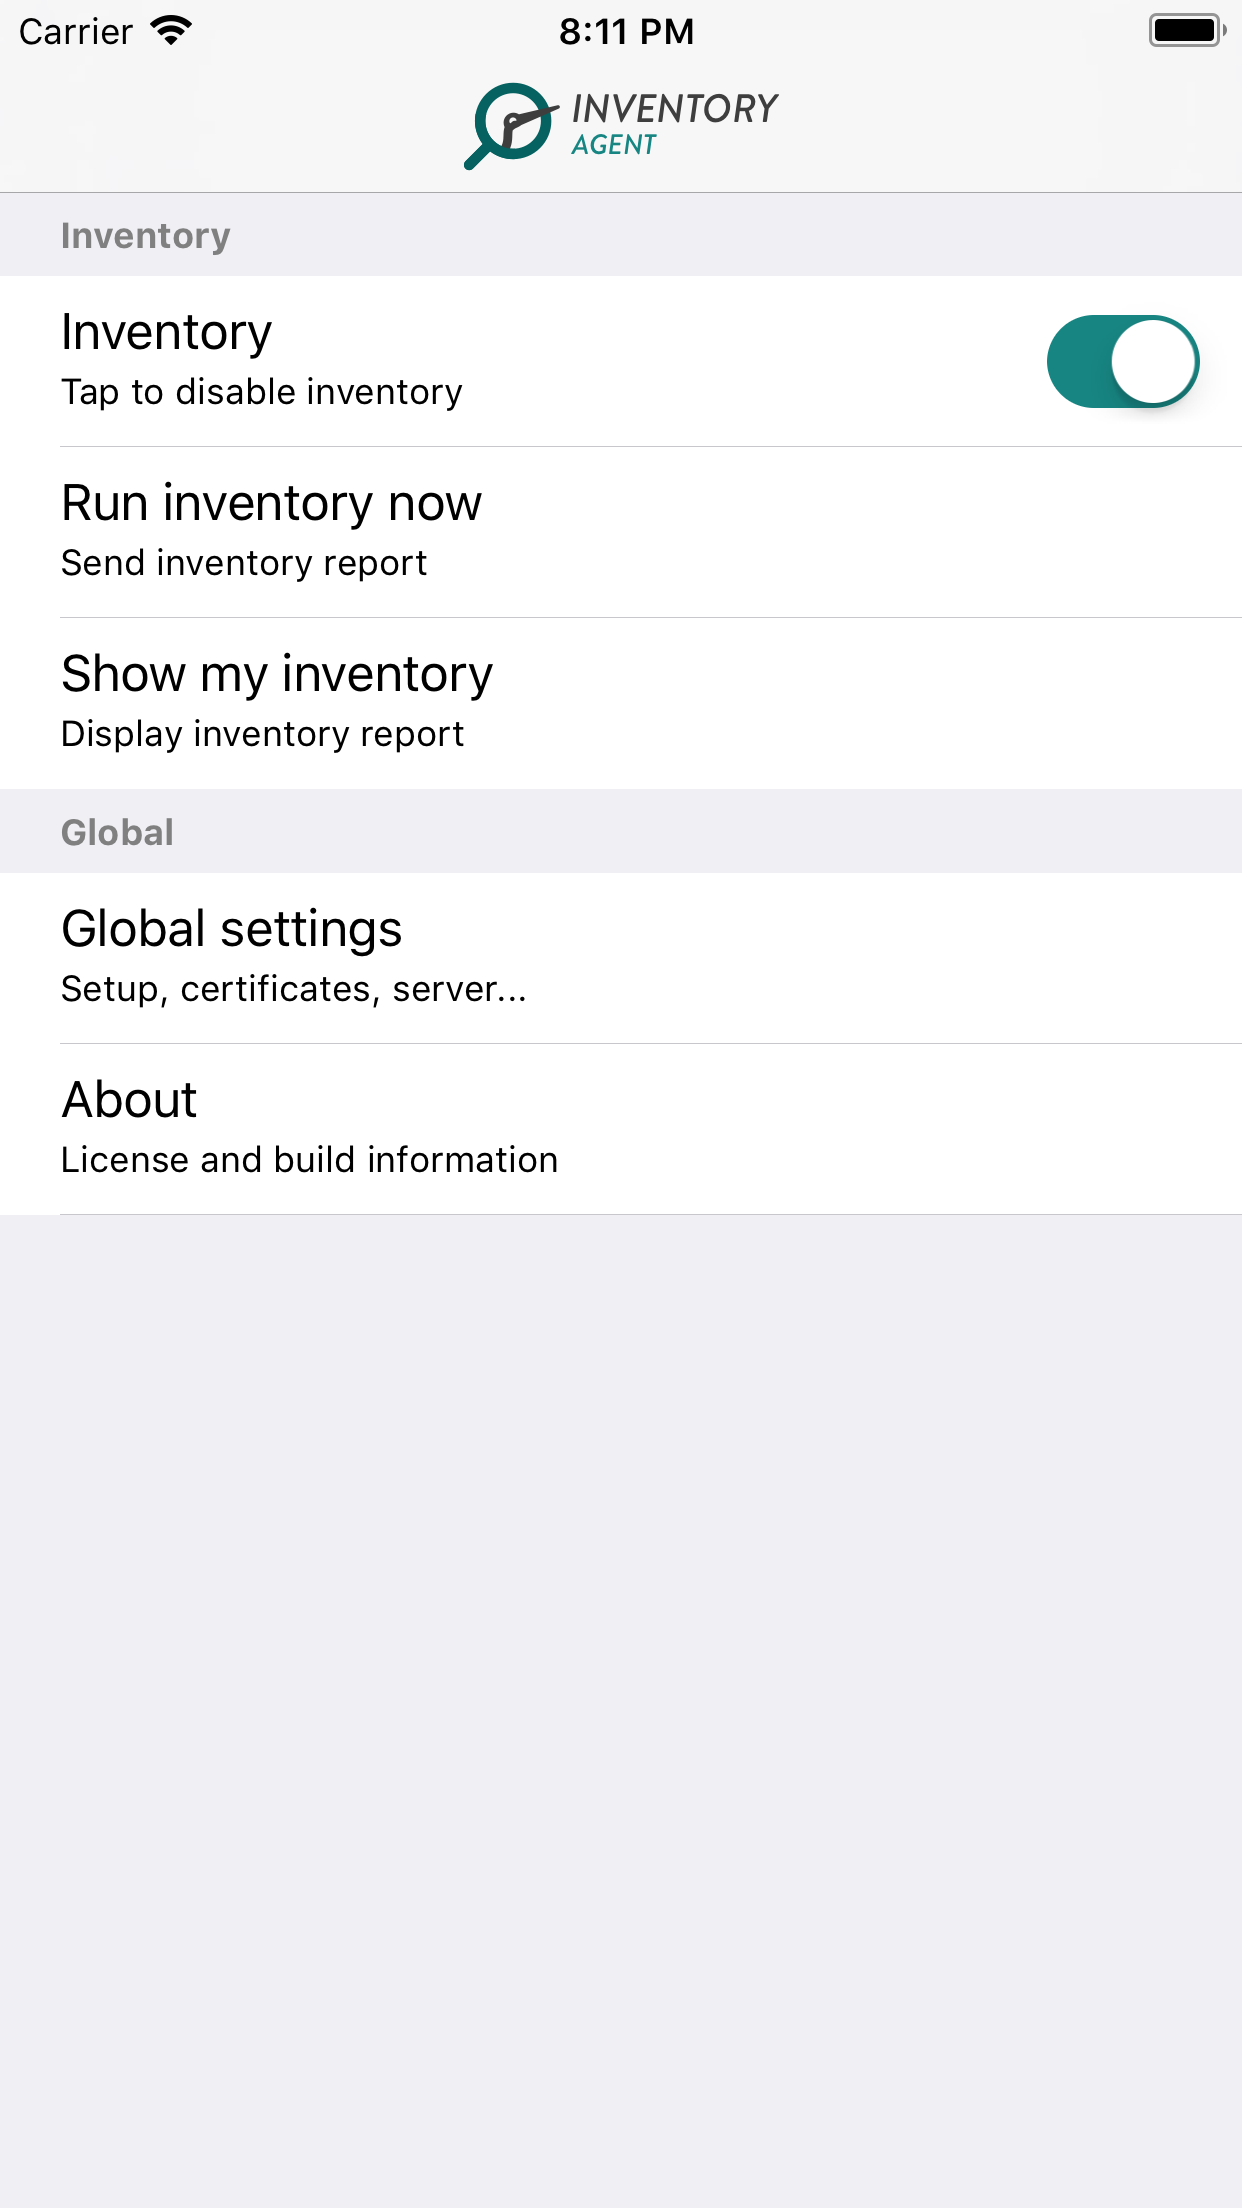 Carrier 8:11 PM
INVENTORY
AGENT
Inventory
Inventory
Tap to disable inventory
Run inventory now
Send inventory report
Show my inventory
Display inventory report
Global
Global settings
Setup, certificates, server...
About
License and build information